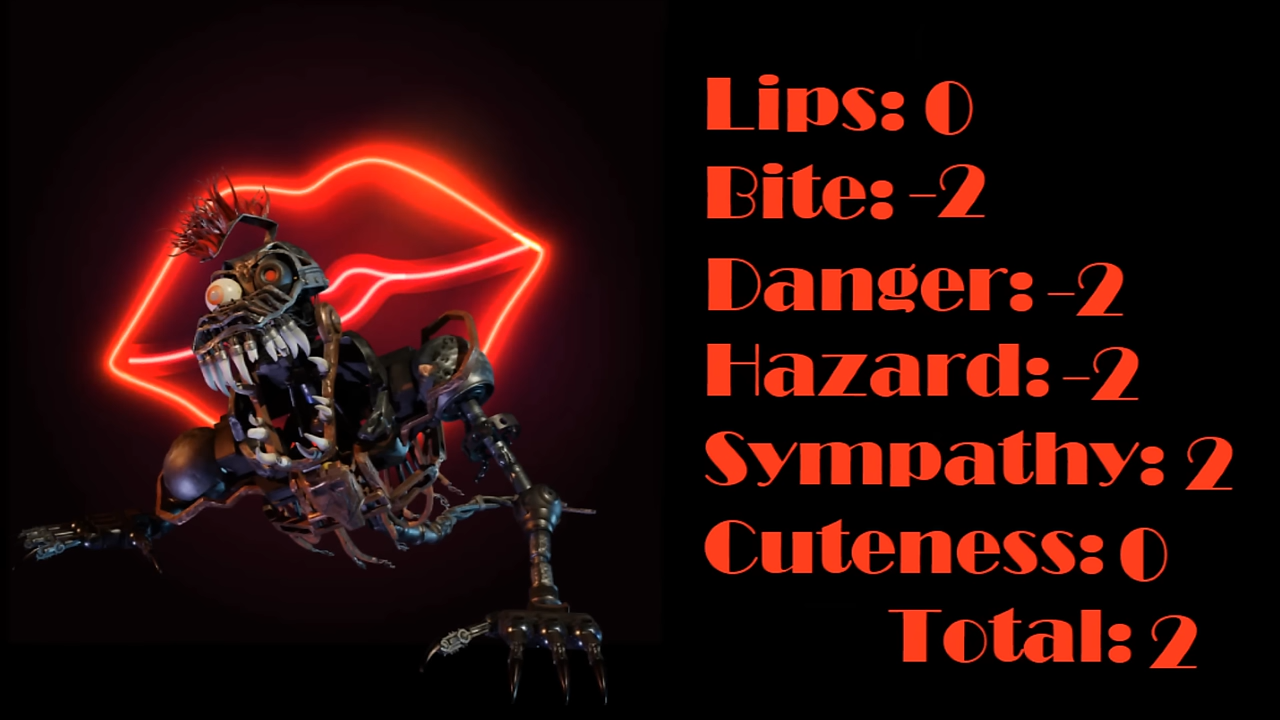 Lips: 0
Bite: -2
Danger: -2
Hazard: -2
Sympathy: 2
Cuteness: 0
Total: 2